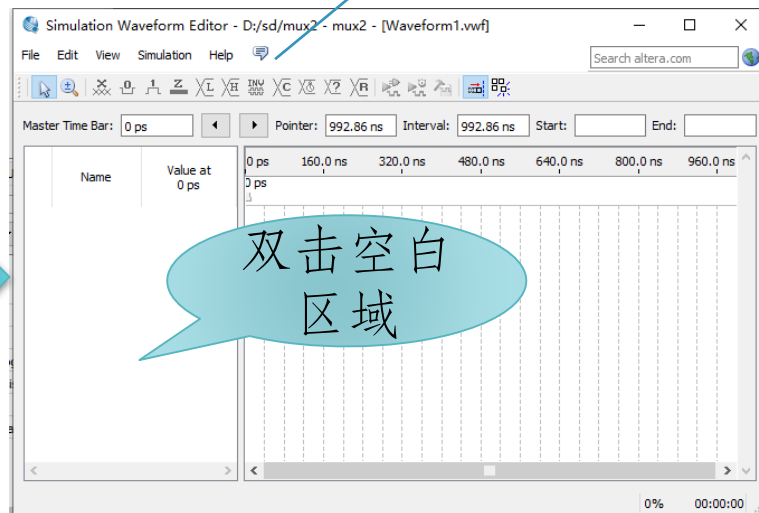 Simulation Waveform Editor - D:/sd/mux2 - mux2 - [Waveform1.vwf]
File Edit View Simulation Help
Search altera.com
Master Time Bar: 0 ps Pointer: 992.86 ns Interval: 992.86 ns Start: End:
Name Value at
0 ps
0 ps 160.0 ns 320.0 ns 480.0 ns 640.0 ns 800.0 ns 960.0 ns
0 ps
双击空白
区域
0% 00:00:00